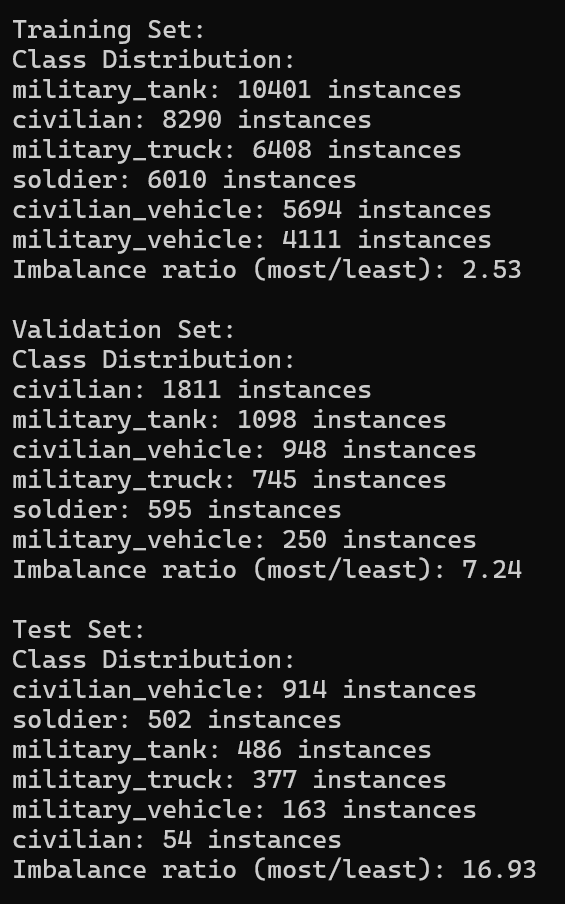 Training Set:
Class Distribution:
military_tank: 10401 instances
civilian: 8290 instances
military_truck: 6408 instances
soldier: 6010 instances
civilian_vehicle: 5694 instances
military_vehicle: 4111 instances
Imbalance ratio (most/least): 2.53

Validation Set:
Class Distribution:
civilian: 1811 instances
military_tank: 1098 instances
civilian_vehicle: 948 instances
military_truck: 745 instances
soldier: 595 instances
military_vehicle: 250 instances
Imbalance ratio (most/least): 7.24

Test Set:
Class Distribution:
civilian_vehicle: 914 instances
soldier: 502 instances
military_tank: 486 instances
military_truck: 377 instances
military_vehicle: 163 instances
civilian: 54 instances
Imbalance ratio (most/least): 16.93